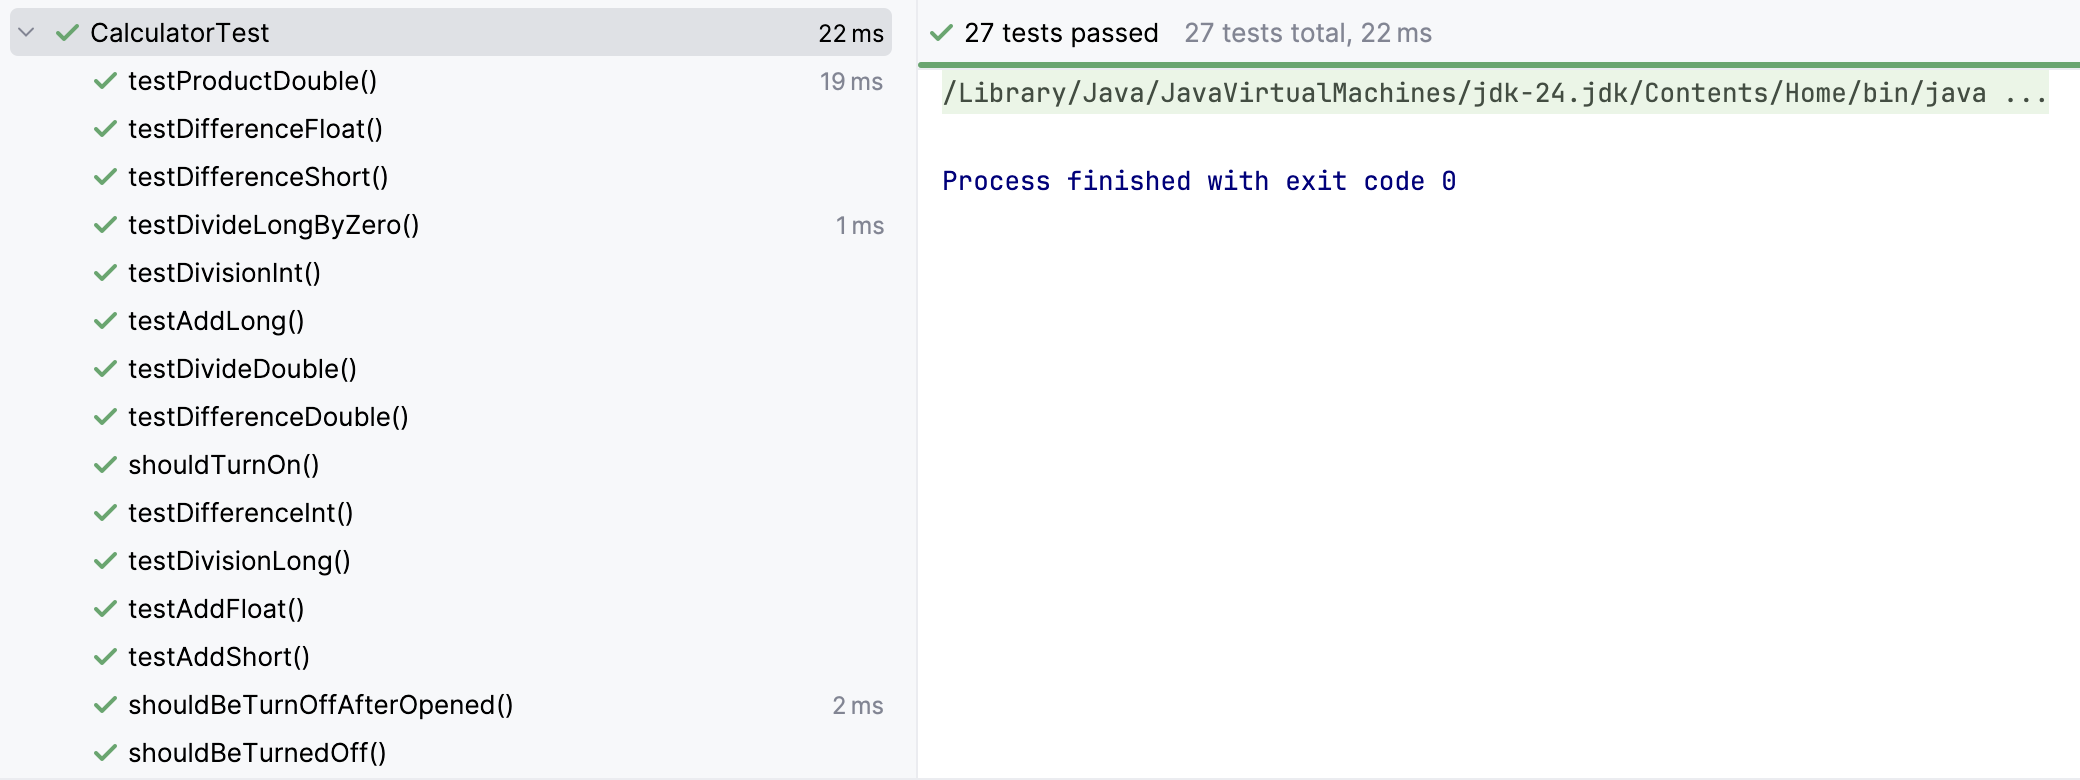 CalculatorTest 22 ms
testProductDouble() 19 ms
testDifferenceFloat()
testDifferenceShort()
testDivideLongByZero() 1 ms
testDivisionInt()
testAddLong()
testDivideDouble()
testDifferenceDouble()
shouldTurnOn()
testDifferenceInt()
testDivisionLong()
testAddFloat()
testAddShort()
shouldBeTurnOffAfterOpened() 2 ms
shouldBeTurnedOff()
27 tests passed 27 tests total, 22 ms
/Library/Java/JavaVirtualMachines/jdk-24.jdk/Contents/Home/bin/java ...
Process finished with exit code 0